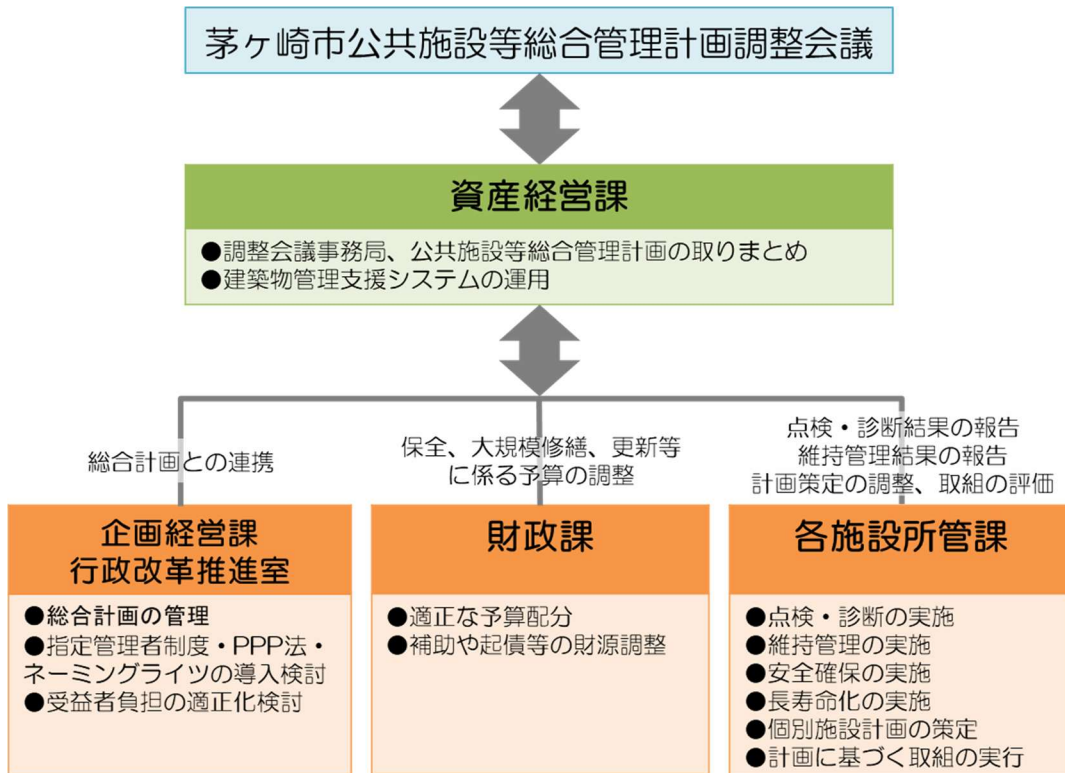 茅ヶ崎市公共施設等総合管理計画調整会議
資産経営課
●調整会議事務局、公共施設等総合管理計画の取りまとめ
●建築物管理支援システムの運用
総合計画との連携
保全、大規模修繕、更新等
に係る予算の調整
点検・診断結果の報告
維持管理結果の報告
計画策定の調整、取組の評価
企画経営課
行政改革推進室
●総合計画の管理
●指定管理者制度・PPP法・
ネーミングライツの導入検討
●受益者負担の適正化検討
財政課
●適正な予算配分
●補助や起債等の財源調整
各施設所管課
●点検・診断の実施
●維持管理の実施
●安全確保の実施
●長寿命化の実施
●個別施設計画の策定
●計画に基づく取組の実行